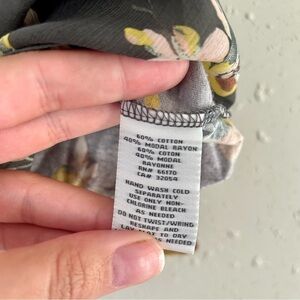 60% COTTON
40% MODAL RAYON
60% COTON
40% MODAL
RAYONNE
RN# 66170
CA# 32054
HAND WASH COLD
SEPARATELY
USE ONLY NON-
CHLORINE BLEACH
AS NEEDED
DO NOT TWIST/WRING
RESHAPE AND
LAY FLAT TO DRY
AS NEEDED